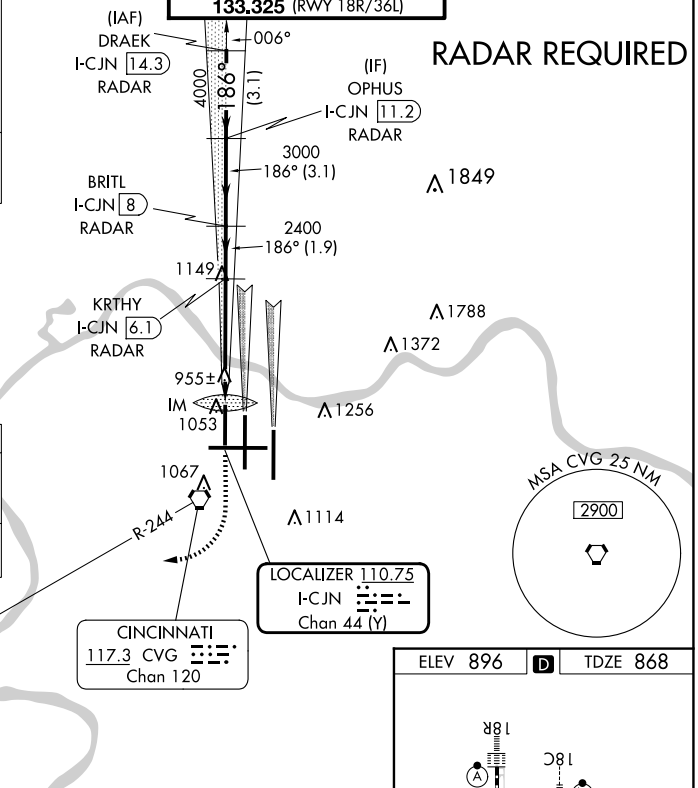 133.325 (RWY 18R/36L)
RADAR REQUIRED
(IAF)
DRAEK
I-CJN 14.3
RADAR
006°
4000
186°
(3.1)
(IF)
OPHUS
I-CJN 11.2
RADAR
3000
186° (3.1)
1849
BRITL
I-CJN 8
RADAR
2400
186° (1.9)
1149
KRTHY
I-CJN 6.1
RADAR
1788
1372
955±
IM
1053
1256
1067
R-244
1114
MSA CVG 25 NM
2900
LOCALIZER 110.75
I-CJN
Chan 44 (Y)
CINCINNATI
117.3 CVG
Chan 120
ELEV 896 D TDZE 868
18R
18C
A